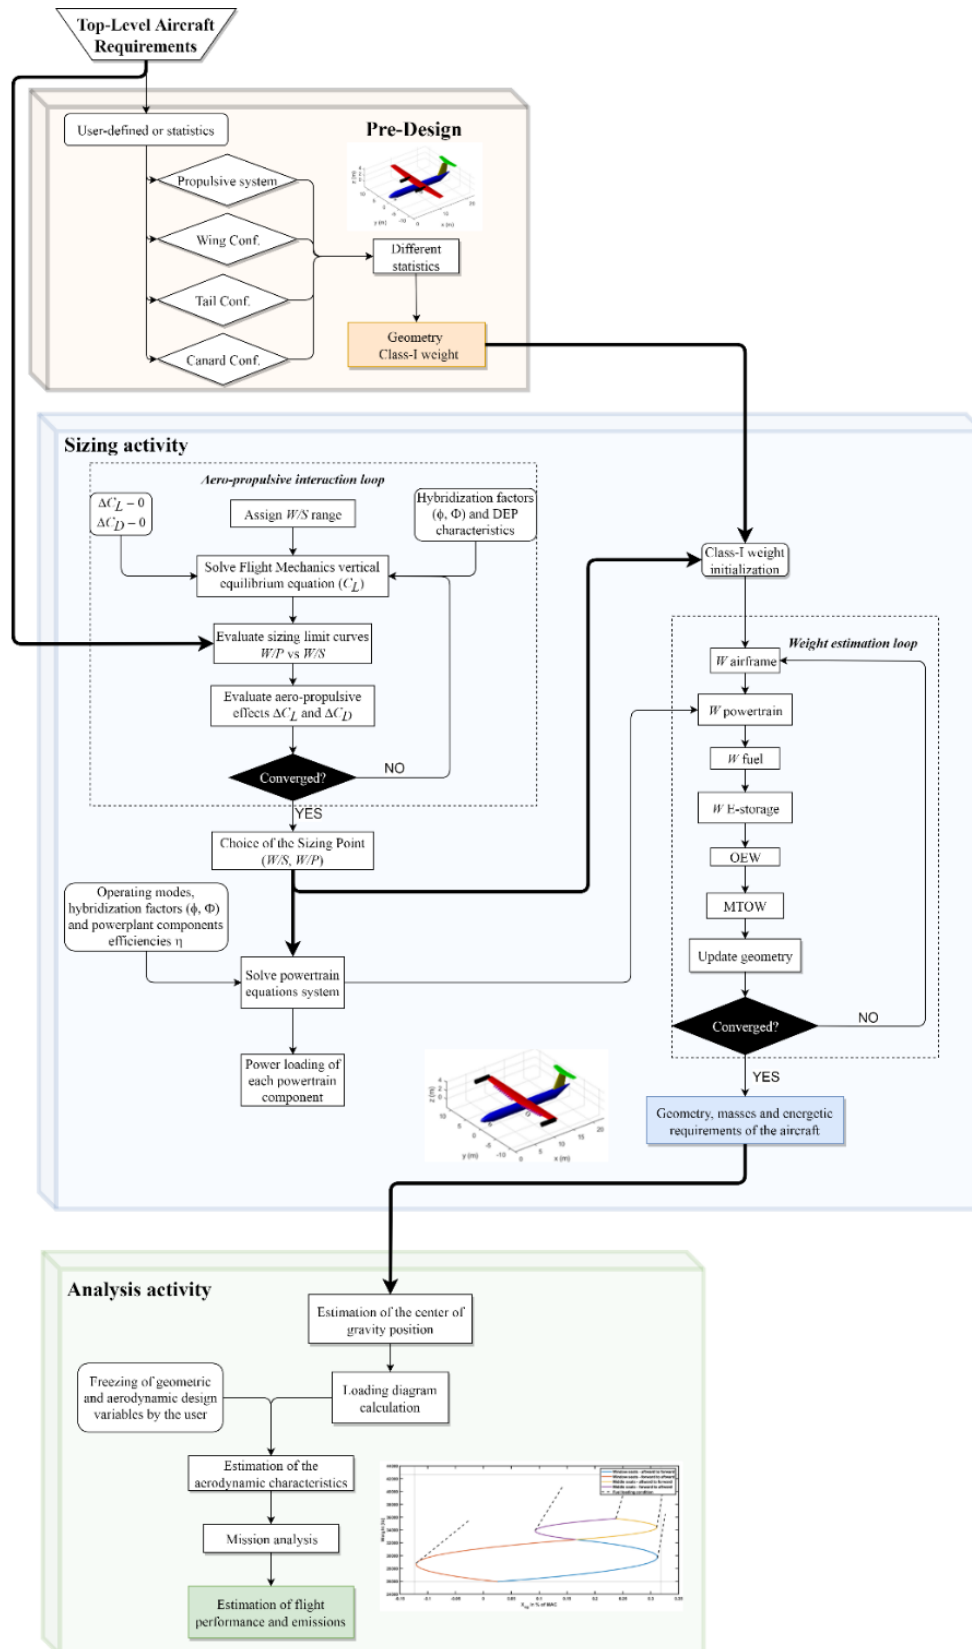 Top-Level Aircraft
Requirements
Pre-Design
User-defined or statistics
Propulsive system
Wing Conf.
Tail Conf.
Canard Conf.
z (m)
y (m)
x (m)
Different
statistics
Geometry
Class-I weight
Sizing activity
Aero-propulsive interaction loop
ΔC_L = 0
ΔC_D = 0
Assign W/S range
Hybridization factors
(ϕ, Φ) and DEP
characteristics
Solve Flight Mechanics vertical
equilibrium equation (C_L)
Evaluate sizing limit curves
W/P vs W/S
Evaluate aero-propulsive
effects ΔC_L and ΔC_D
Converged?
NO
YES
Choice of the Sizing Point
(W/S, W/P)
Operating modes,
hybridization factors (ϕ, Φ)
and powerplant components
efficiencies η
Solve powertrain
equations system
Power loading of
each powertrain
component
Class-I weight
initialization
Weight estimation loop
W airframe
W powertrain
W fuel
W E-storage
OEW
MTOW
Update geometry
Converged?
NO
YES
z (m)
y (m)
x (m)
Geometry, masses and energetic
requirements of the aircraft
Analysis activity
Estimation of the center of
gravity position
Freezing of geometric
and aerodynamic design
variables by the user
Loading diagram
calculation
Estimation of the
aerodynamic characteristics
Mission analysis
Estimation of flight
performance and emissions